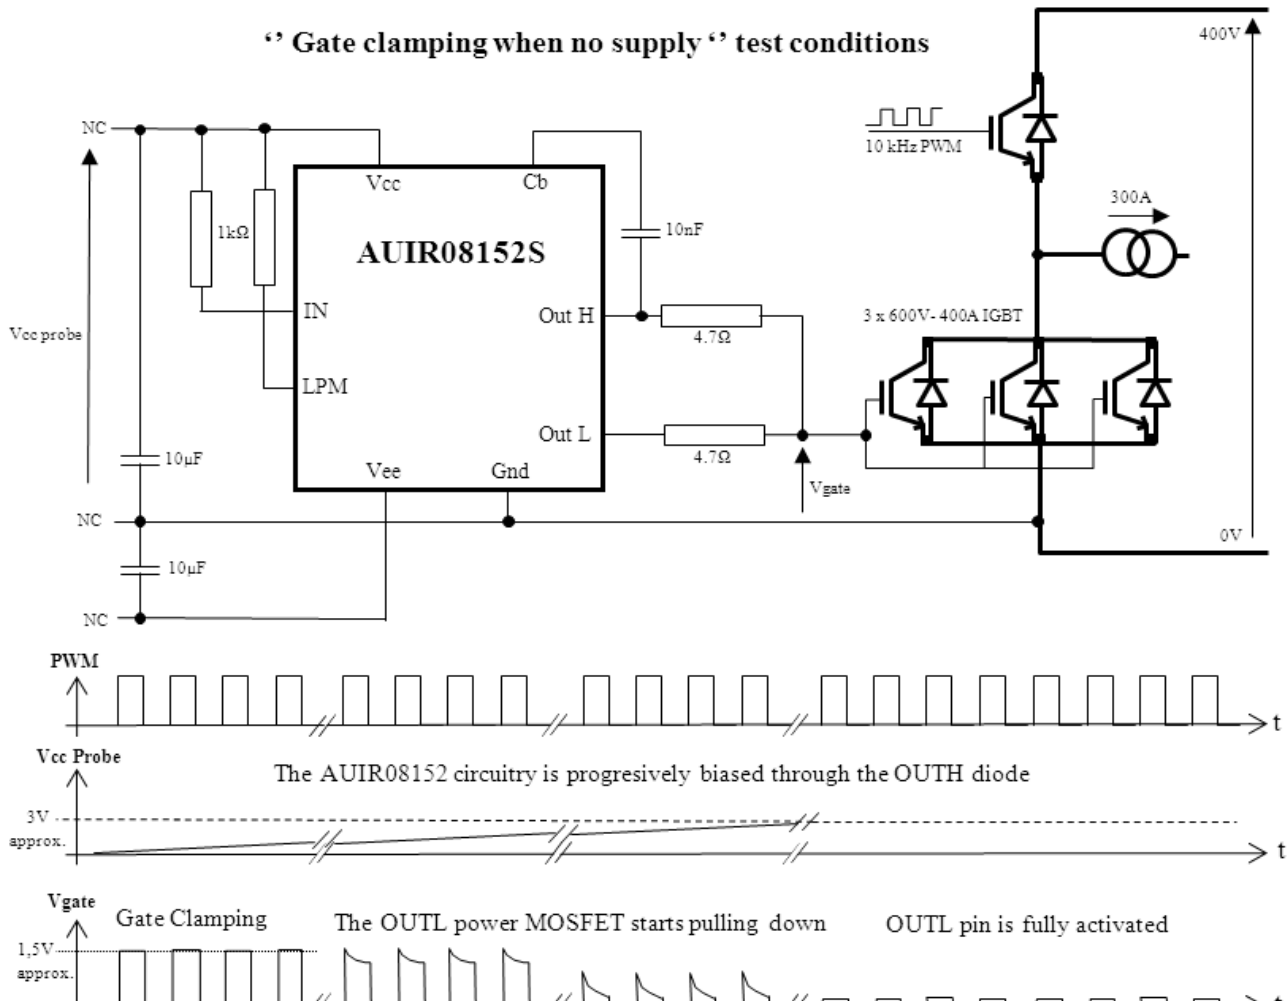 ‘’ Gate clamping when no supply ‘’ test conditions
400V
NC
10 kHz PWM
Vcc
Cb
300A
1kΩ
10nF
AUIR08152S
IN
Out H
3 x 600V- 400A IGBT
Vcc probe
4.7Ω
LPM
Out L
10µF
4.7Ω
Vee
Gnd
Vgate
NC
0V
10µF
NC
PWM
t
Vcc Probe
The AUIR08152 circuitry is progresively biased through the OUTH diode
3V
approx.
t
Vgate
Gate Clamping
The OUTL power MOSFET starts pulling down
OUTL pin is fully activated
1,5V
approx.
t